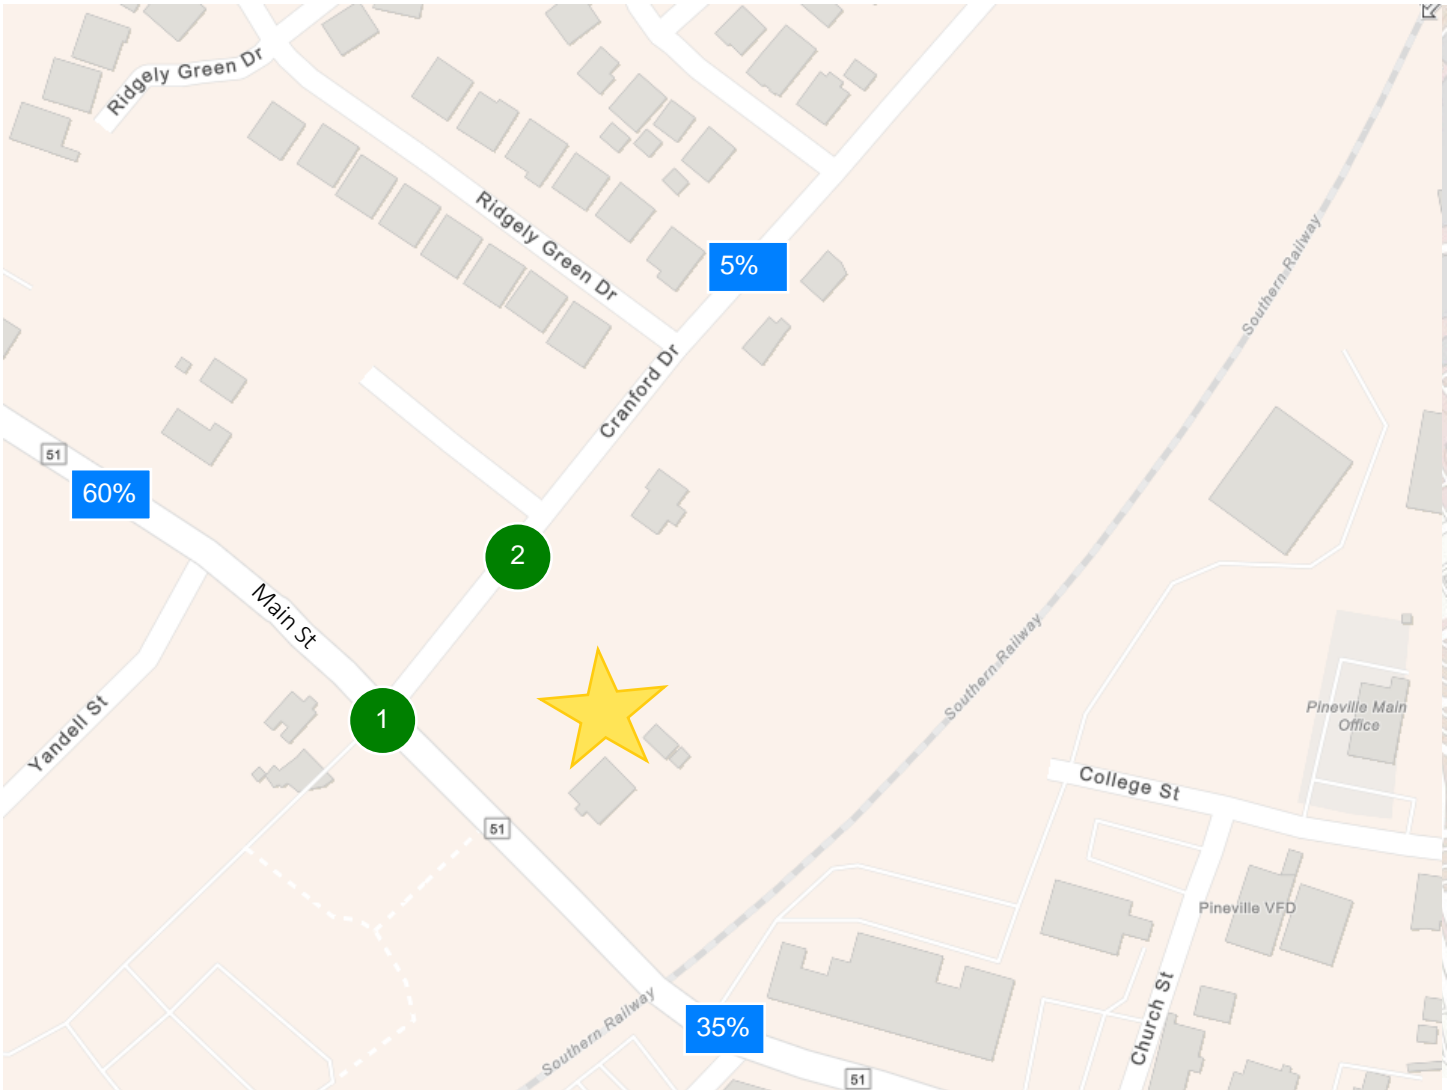 Ridgely Green Dr
Ridgely Green Dr
5%
Southern Railway
Cranford Dr
51
60%
2
Main St
Southern Railway
Yandell St
1
Pineville Main
Office
College St
51
Pineville VFD
Southern Railway
Church St
35%
51